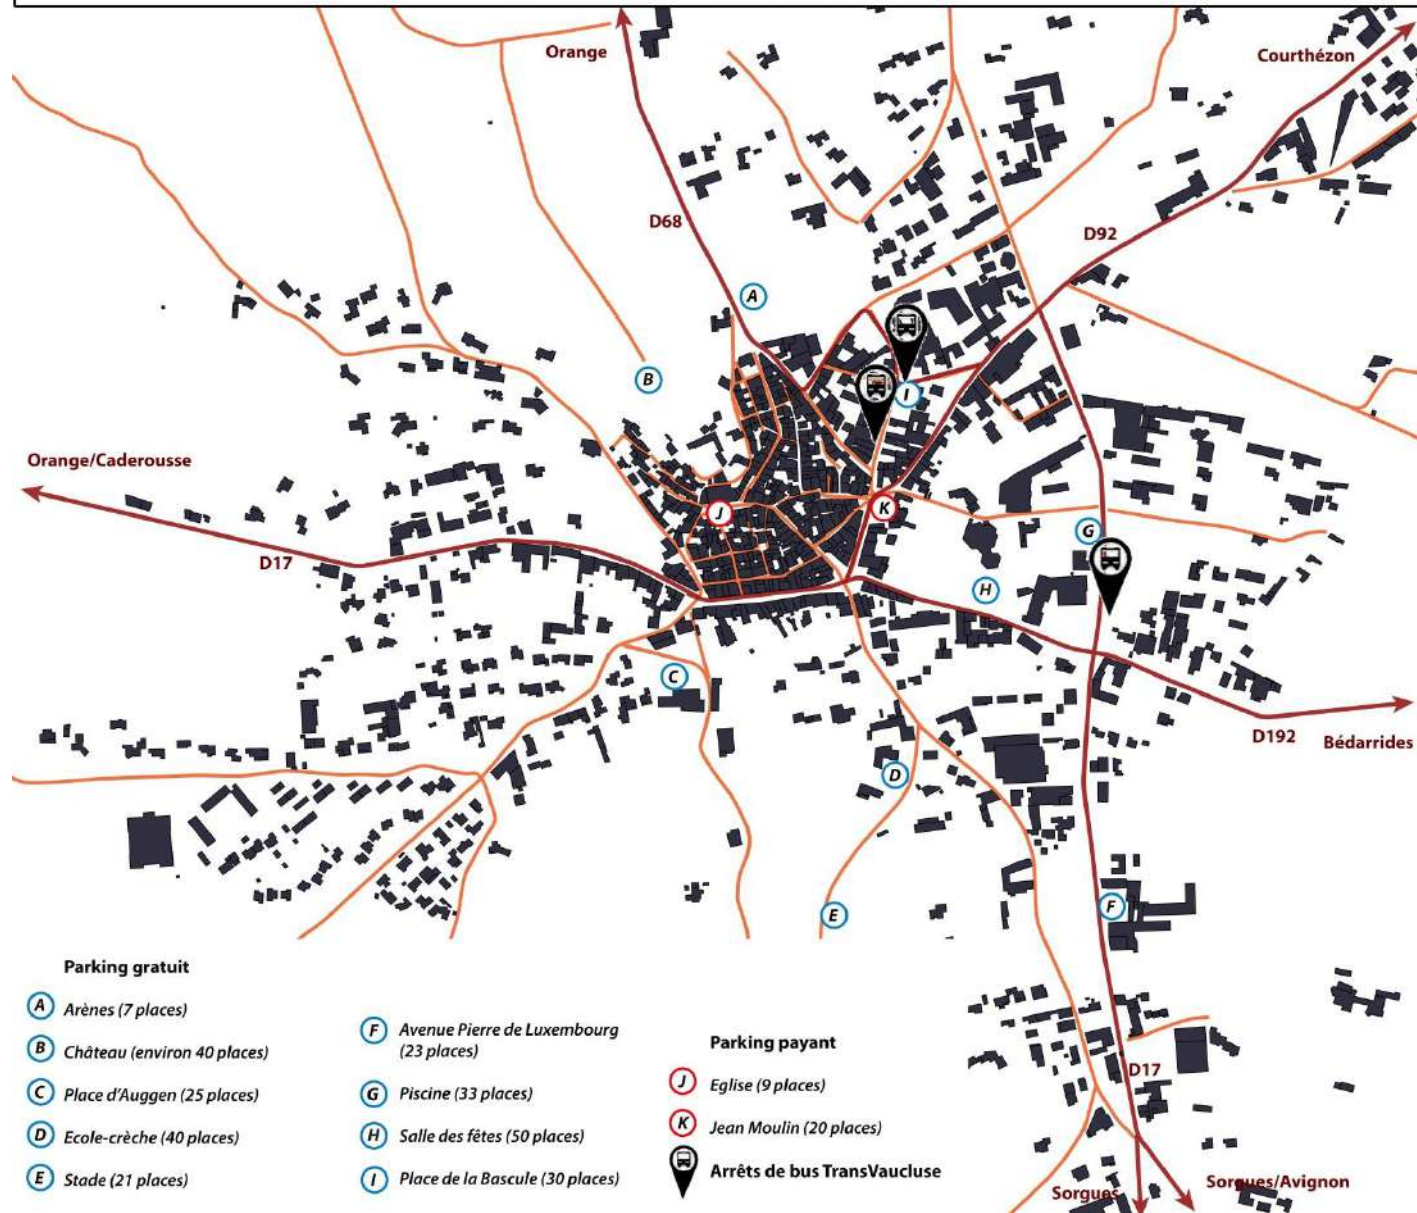 Orange
Courthézon
D68
D92
A
B
I
Orange/Caderousse
J
K
G
D17
H
C
D192
Bédarrides
D
F
E
Parking gratuit
A Arènes (7 places)
B Château (environ 40 places)
C Place d'Auggen (25 places)
D Ecole-crèche (40 places)
E Stade (21 places)
F Avenue Pierre de Luxembourg
(23 places)
G Piscine (33 places)
H Salle des fêtes (50 places)
I Place de la Bascule (30 places)
Parking payant
J Eglise (9 places)
K Jean Moulin (20 places)
Arrêts de bus TransVaucluse
D17
Sorgues
Sorgues/Avignon